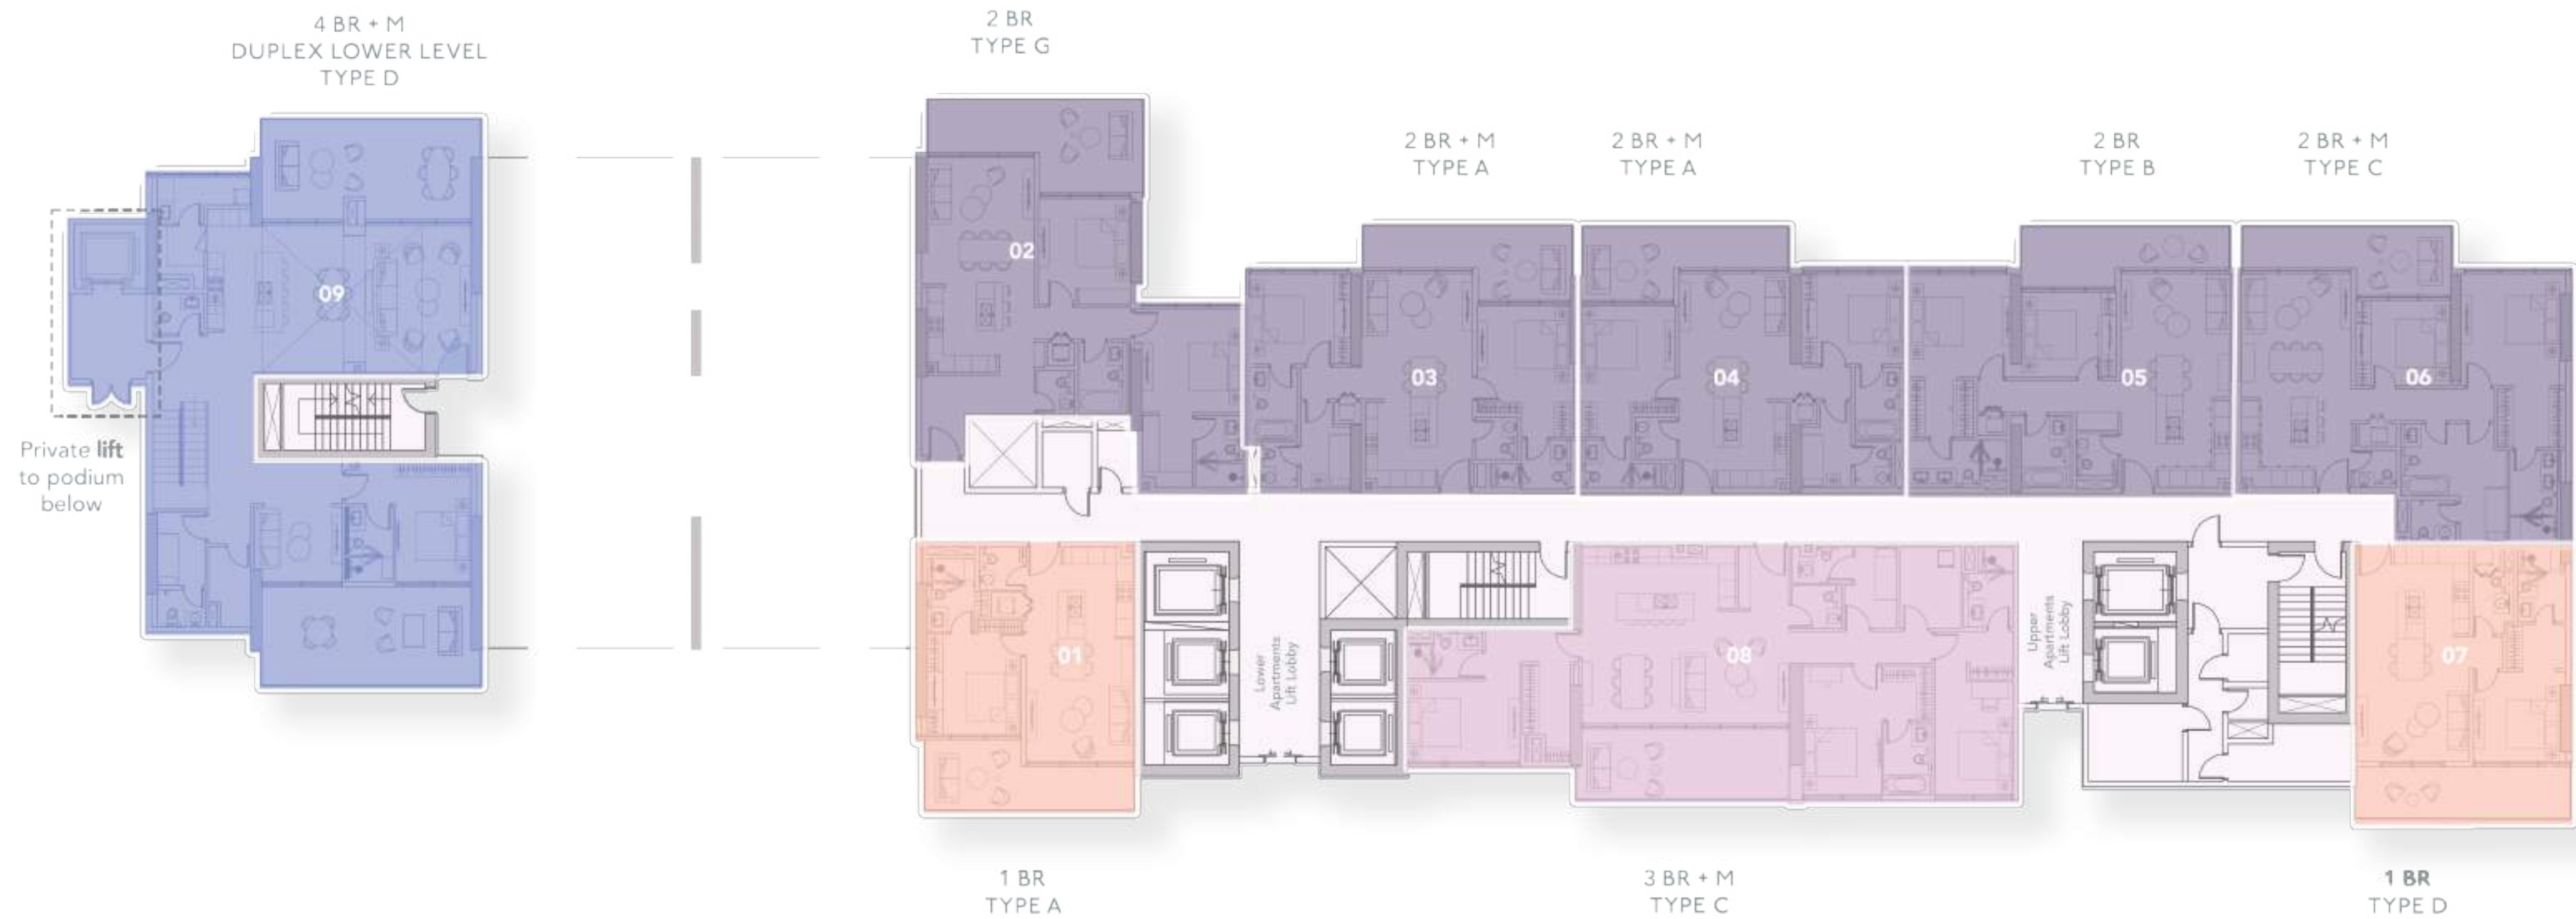 4 BR + M
DUPLEX LOWER LEVEL
TYPE D
2 BR
TYPE G
2 BR + M
TYPE A
2 BR + M
TYPE A
2 BR
TYPE B
2 BR + M
TYPE C
02
09
03
04
05
06
Private lift
to podium
below
01
Lower
Apartments
Lift Lobby
08
Upper
Apartments
Lift Lobby
07
1 BR
TYPE A
3 BR + M
TYPE C
1 BR
TYPE D